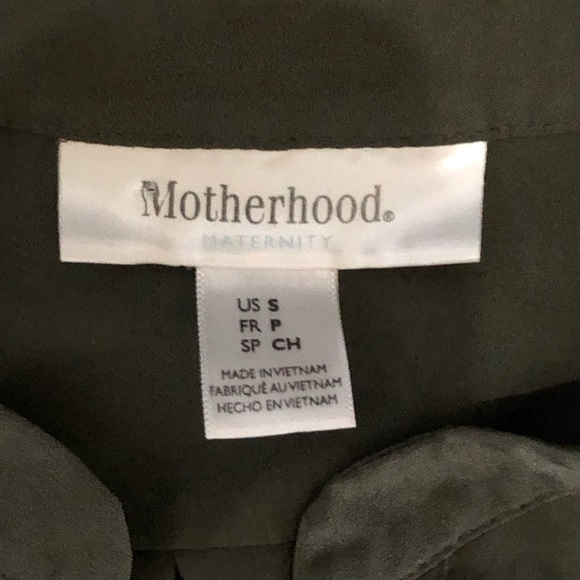 Motherhood®
MATERNITY
US S
FR P
SP CH
MADE IN VIETNAM
FABRIQUÉ AU VIETNAM
HECHO EN VIETNAM